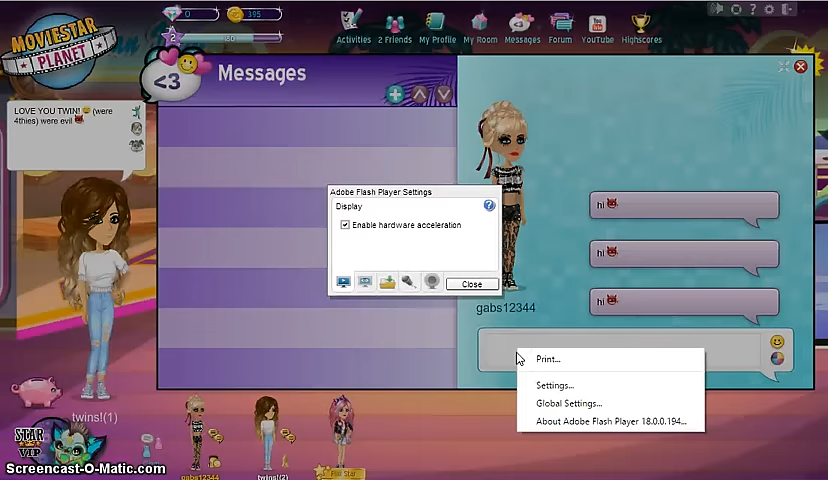 0
395
2
MOVIESTAR
PLANET
Activities
2 Friends
My Profile
My Room
Messages
Forum
You
Tube
YouTube
Highscores
<3
Messages
LOVE YOU TWIN! (were
4thies) were evil
Adobe Flash Player Settings
Display
Enable hardware acceleration
Close
hi
hi
hi
gabs12344
Print...
Settings...
Global Settings...
About Adobe Flash Player 18.0.0.194...
twins!(1)
STAR
VIP
gabs12344
twins!(2)
Screencast-O-Matic.com